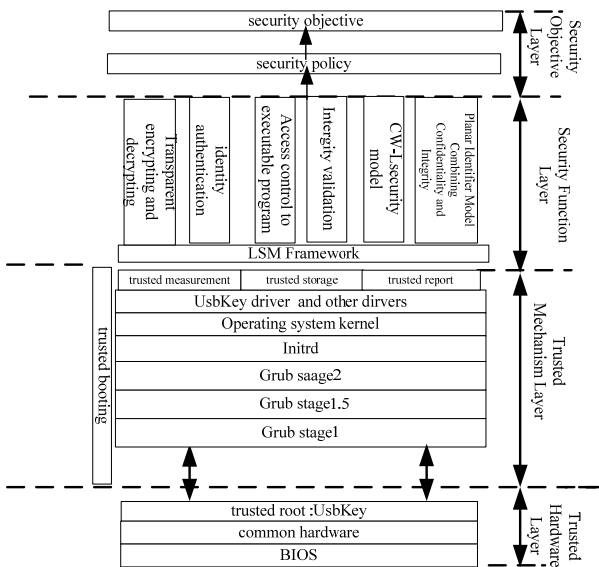 security objective
security policy
Security
Objective
Layer
Transparent
encrypting and
decrypting
identity
authentication
Access control to
executable program
Intergity validation
CW-Lsecurity
model
Planar Identifier Model
Combining
Confidentiality and
Integrity
Security Function
Layer
LSM Framework
trusted measurement
trusted storage
trusted report
UsbKey driver and other dirvers
Operating system kernel
Initrd
Grub saage2
Grub stage1.5
Grub stage1
trusted booting
Trusted
Mechanism Layer
trusted root :UsbKey
common hardware
BIOS
Trusted
Hardware
Layer